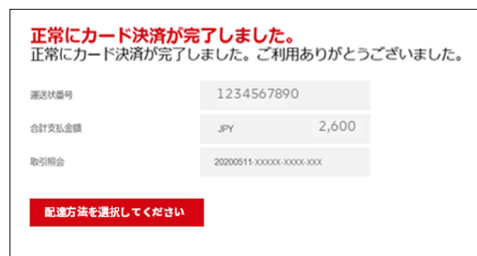 正常にカード決済が完了しました。
正常にカード決済が完了しました。ご利用ありがとうございました。
運送状番号 1234567890
合計支払金額 JPY 2,600
取引照会 20200511-XXXXX-XXXX-XXX
配達方法を選択してください